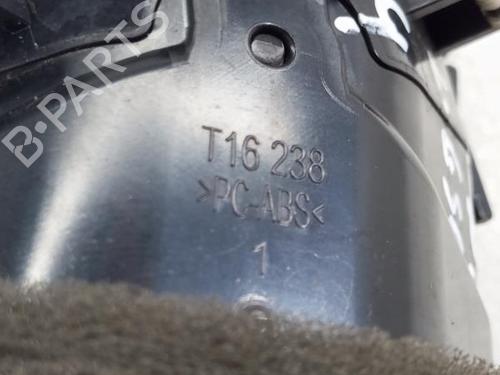 B-PARTS
T16 238
>PC-ABS<
1